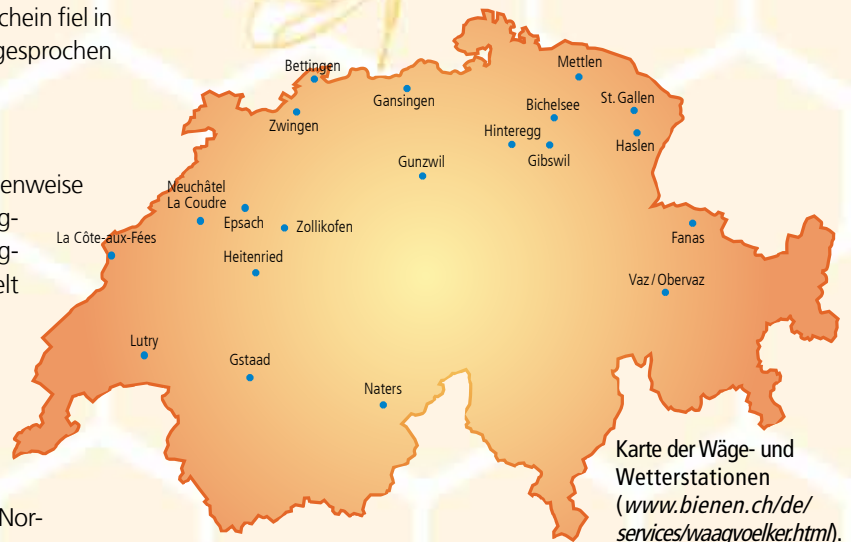 chein fiel in
gesprochen
enweise
g-
g-
elt
Nor-
Bettingen
Zwingen
Gansingen
Mettlen
Bichelsee
St. Gallen
Hinteregg
Gibswil
Haslen
Gunzwil
Neuchâtel
La Coudre
Epsach
Zollikofen
La Côte-aux-Fées
Heitenried
Fanas
Vaz / Obervaz
Lutry
Gstaad
Naters
Karte der Wäge- und
Wetterstationen
(www.bienen.ch/de/
services/waagvoelker.html).